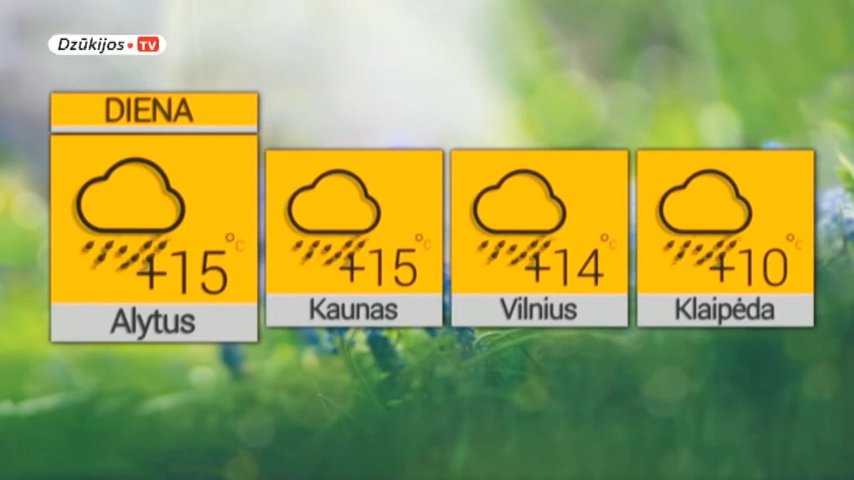 Dzūkijos TV
DIENA
+15 °C
Alytus
+15 °C
Kaunas
+14 °C
Vilnius
+10 °C
Klaipėda